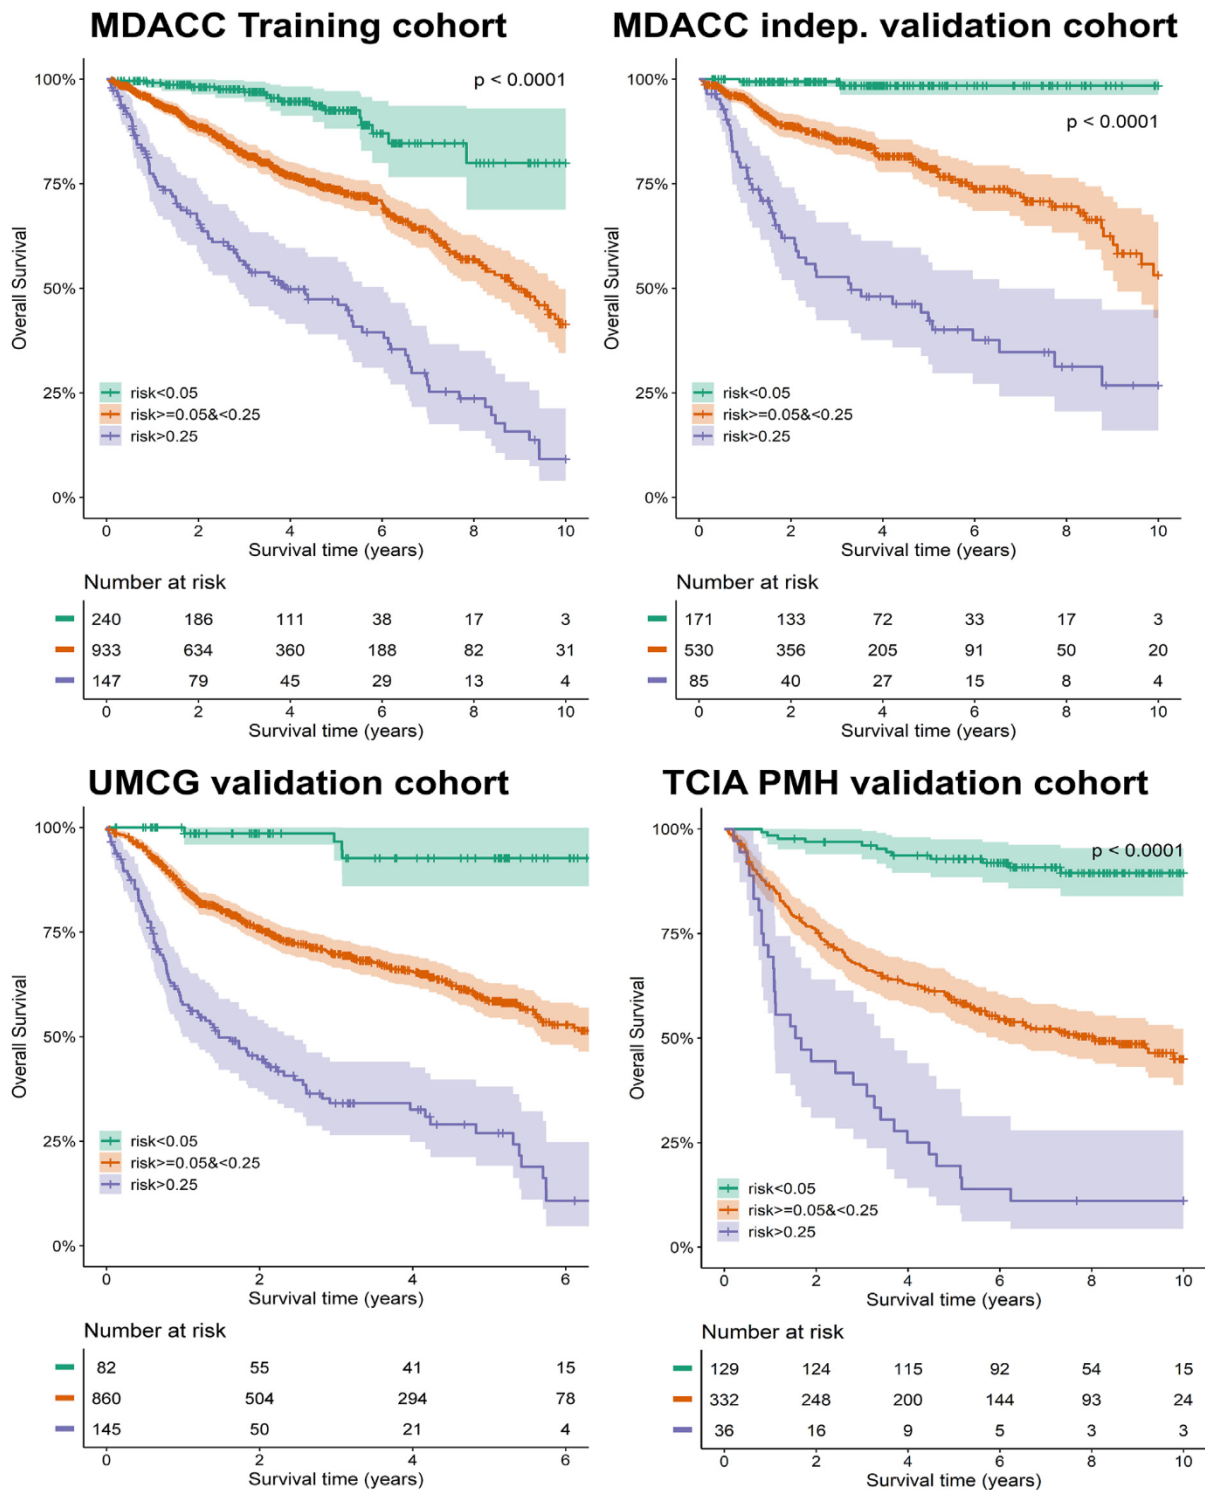 MDACC Training cohort
100%
75%
50%
25%
0%
Overall Survival
p < 0.0001
risk<0.05
risk>=0.05&<0.25
risk>0.25
0 2 4 6 8 10
Survival time (years)
Number at risk
240 186 111 38 17 3
933 634 360 188 82 31
147 79 45 29 13 4
0 2 4 6 8 10
Survival time (years)
MDACC indep. validation cohort
100%
75%
50%
25%
0%
Overall Survival
p < 0.0001
risk<0.05
risk>=0.05&<0.25
risk>0.25
0 2 4 6 8 10
Survival time (years)
Number at risk
171 133 72 33 17 3
530 356 205 91 50 20
85 40 27 15 8 4
0 2 4 6 8 10
Survival time (years)
UMCG validation cohort
100%
75%
50%
25%
0%
Overall Survival
risk<0.05
risk>=0.05&<0.25
risk>0.25
0 2 4 6
Survival time (years)
Number at risk
82 55 41 15
860 504 294 78
145 50 21 4
0 2 4 6
Survival time (years)
TCIA PMH validation cohort
100%
75%
50%
25%
0%
Overall Survival
p < 0.0001
risk<0.05
risk>=0.05&<0.25
risk>0.25
0 2 4 6 8 10
Survival time (years)
Number at risk
129 124 115 92 54 15
332 248 200 144 93 24
36 16 9 5 3 3
0 2 4 6 8 10
Survival time (years)